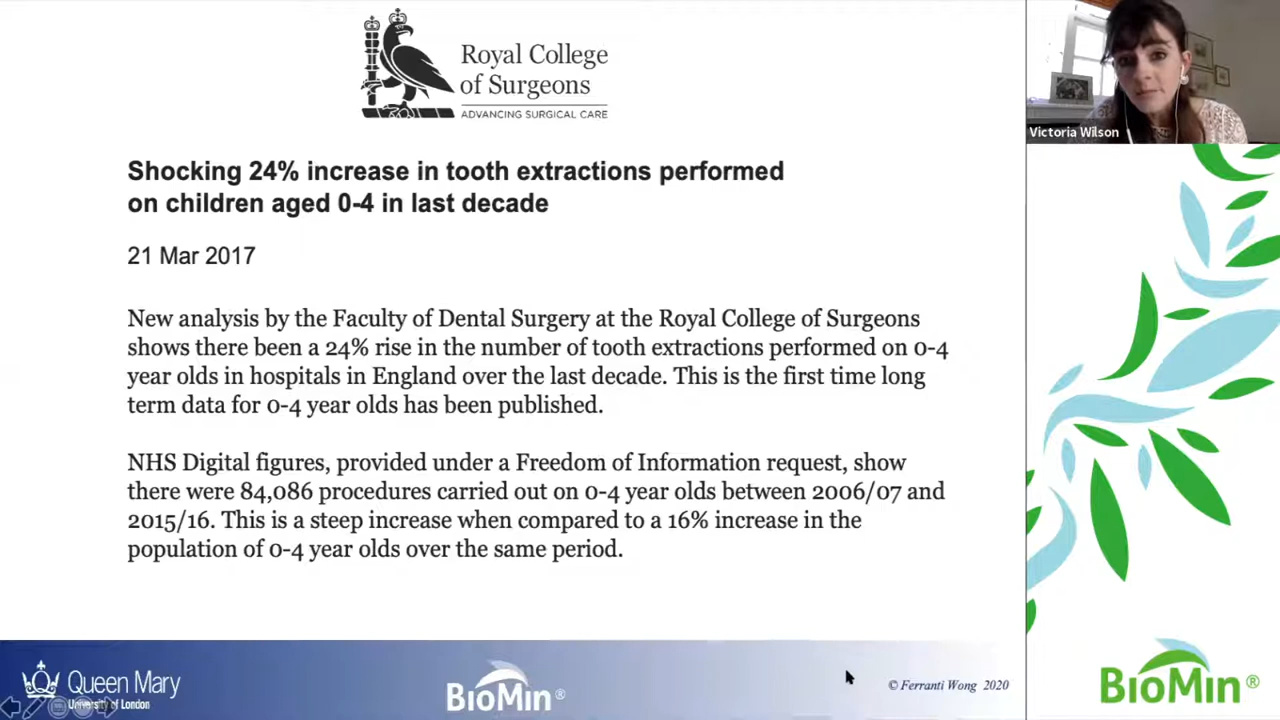 Royal College
of Surgeons
ADVANCING SURGICAL CARE
Victoria Wilson
Shocking 24% increase in tooth extractions performed
on children aged 0-4 in last decade
21 Mar 2017
New analysis by the Faculty of Dental Surgery at the Royal College of Surgeons
shows there been a 24% rise in the number of tooth extractions performed on 0-4
year olds in hospitals in England over the last decade. This is the first time long
term data for 0-4 year olds has been published.
NHS Digital figures, provided under a Freedom of Information request, show
there were 84,086 procedures carried out on 0-4 year olds between 2006/07 and
2015/16. This is a steep increase when compared to a 16% increase in the
population of 0-4 year olds over the same period.
Queen Mary
University of London
BioMin®
© Ferranti Wong 2020
BioMin®